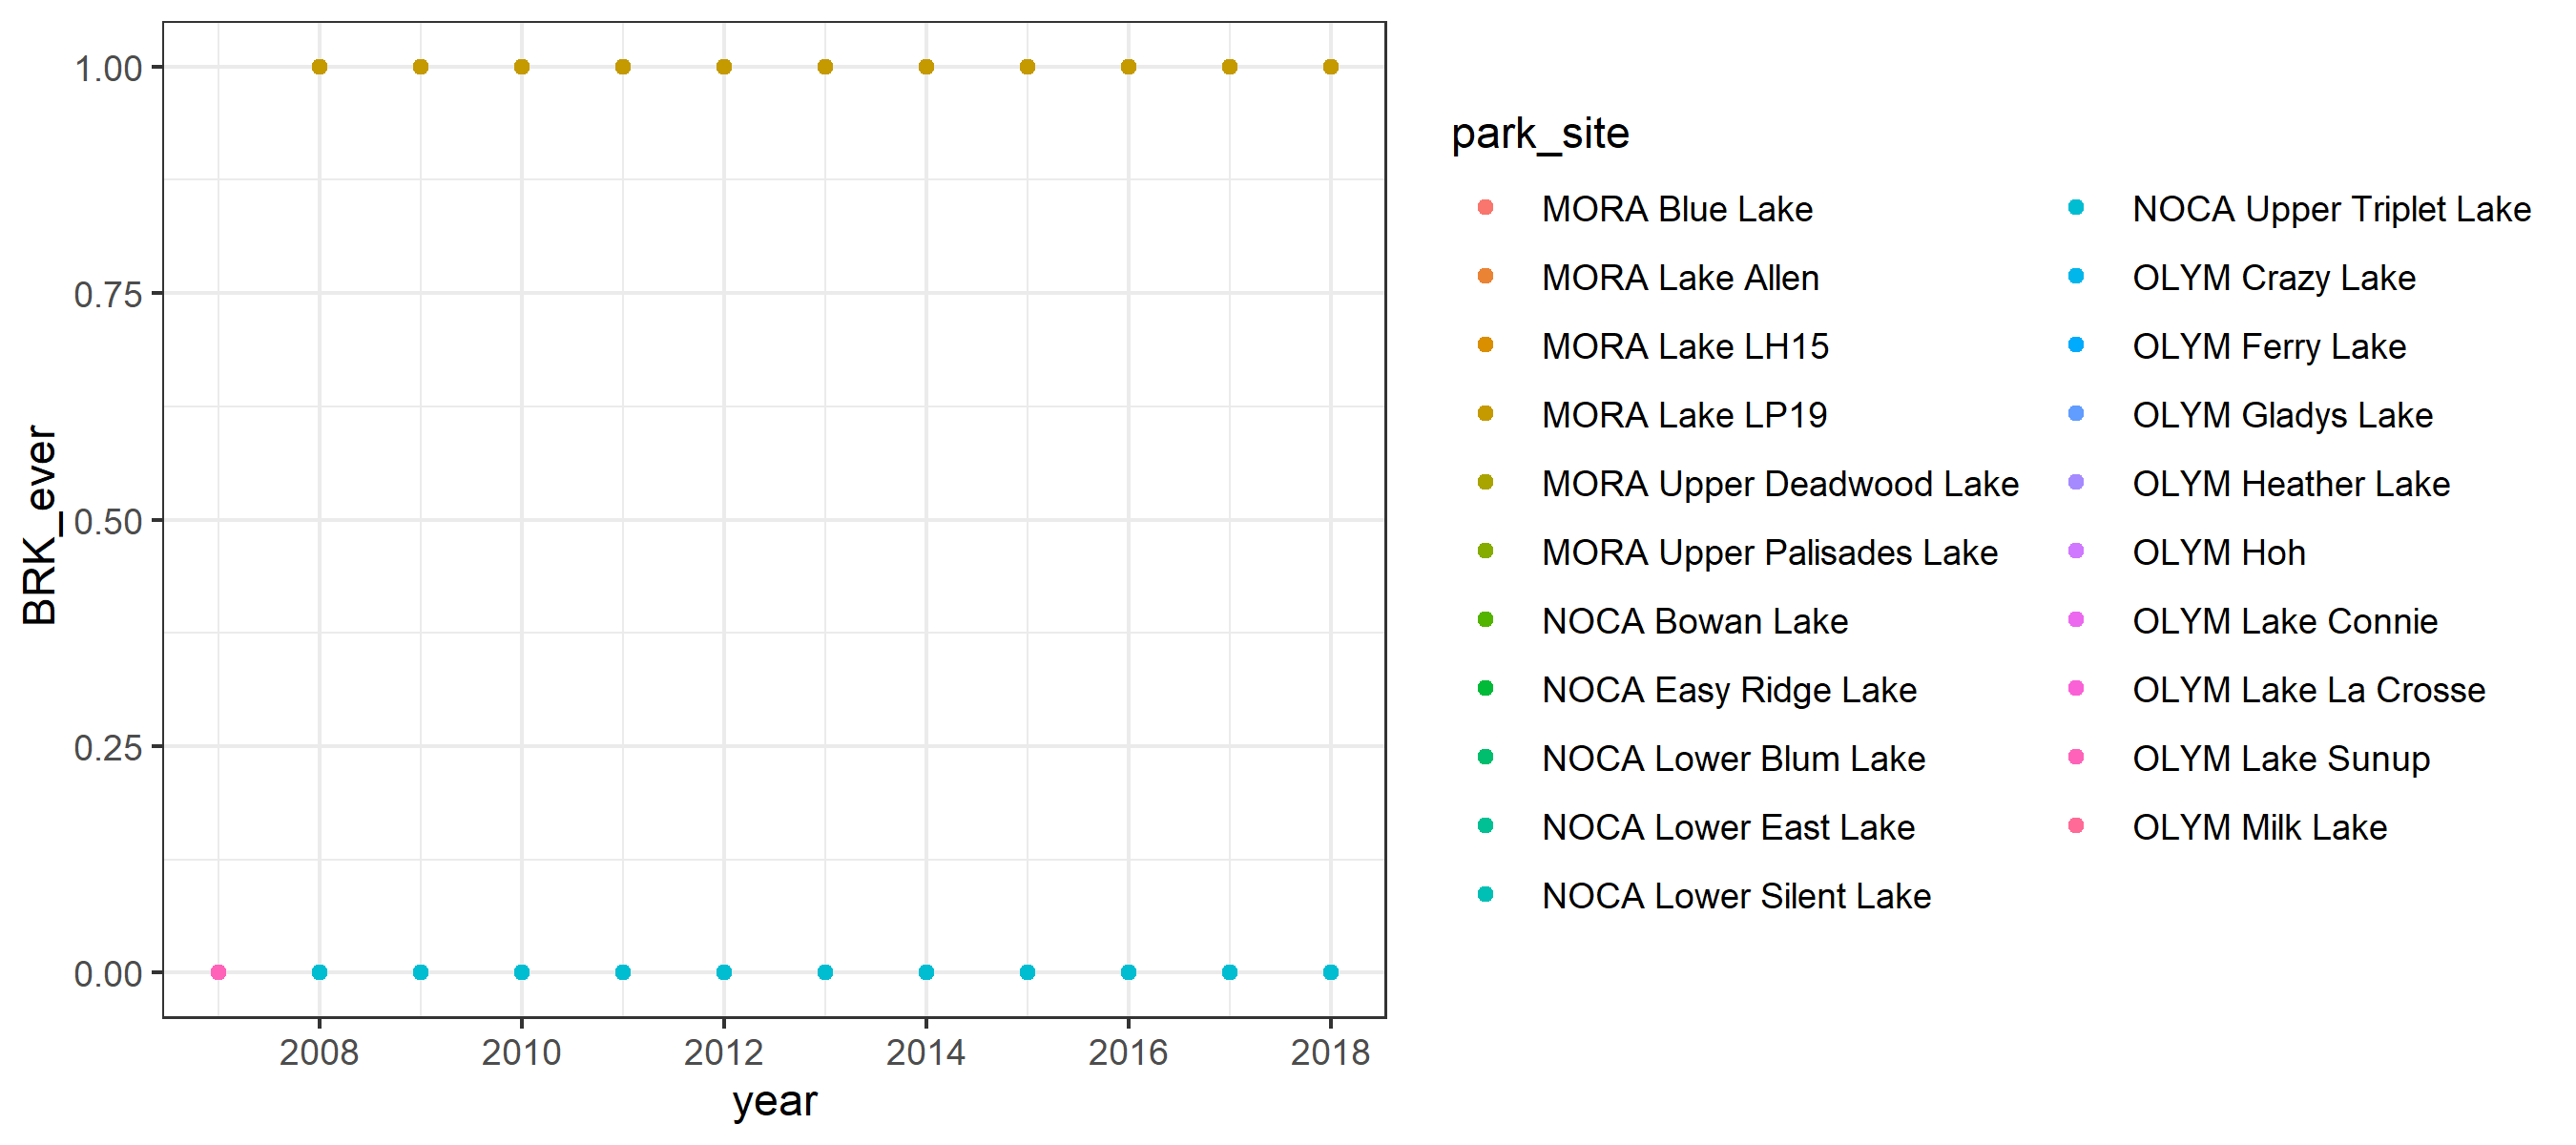 1.00
0.75
0.50
0.25
0.00
BRK_ever
2008 2010 2012 2014 2016 2018
year
park_site
MORA Blue Lake
MORA Lake Allen
MORA Lake LH15
MORA Lake LP19
MORA Upper Deadwood Lake
MORA Upper Palisades Lake
NOCA Bowan Lake
NOCA Easy Ridge Lake
NOCA Lower Blum Lake
NOCA Lower East Lake
NOCA Lower Silent Lake
NOCA Upper Triplet Lake
OLYM Crazy Lake
OLYM Ferry Lake
OLYM Gladys Lake
OLYM Heather Lake
OLYM Hoh
OLYM Lake Connie
OLYM Lake La Crosse
OLYM Lake Sunup
OLYM Milk Lake